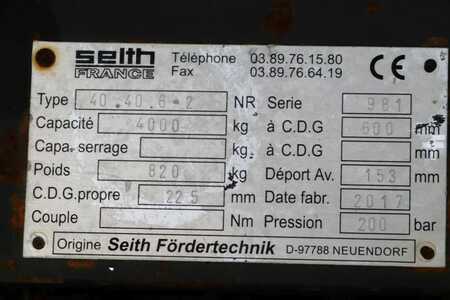 seith FRANCE Téléphone 03.89.76.15.80
Fax 03.89.76.64.19 CE
Type 40.40.6-2 NR Serie 981
Capacité 4000 kg à C.D.G 600 mm
Capa. serrage kg à C.D.G mm
Poids 820 kg Déport Av. 153 mm
C.D.G.propre 225 mm Date fabr. 2017
Couple Nm Pression 200 bar
Origine Seith Fördertechnik D-97788 NEUENDORF